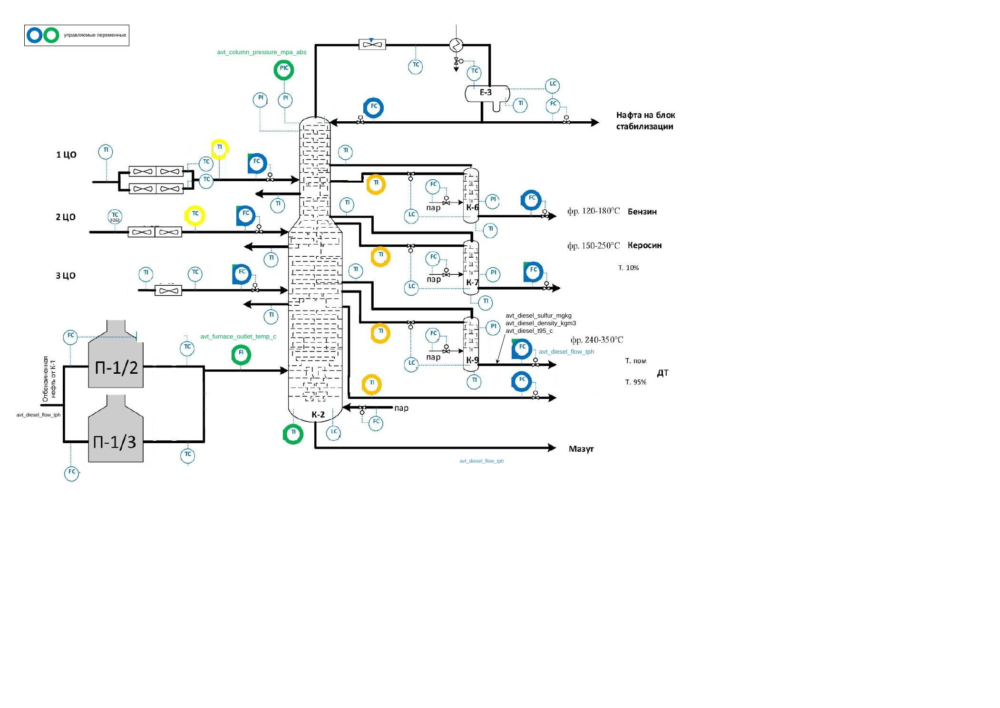 управляемые переменные
avt_column_pressure_mpa_abs
PIC
TC
TC
E-3
LC
PI
PI
FC
TI
FC
Нафта на блок
стабилизации
1 ЦО
TI
TI
TC
FC
TC
TI
TI
FC
пар
К-6
PI
FC
LC
TI
фр. 120-180°C Бензин
TI
2 ЦО
TC
9262
TC
FC
TI
TI
TI
FC
пар
К-7
PI
FC
LC
TI
фр. 150-250°C Керосин
Т. 10%
3 ЦО
TI
TC
FC
TI
TI
TI
FC
пар
К-9
PI
LC
TI
avt_diesel_sulfur_mgkg
avt_diesel_density_kgm3
avt_diesel_t95_c
фр. 240-350°C
FC
avt_diesel_flow_tph
Т. пом
ДТ
Т. 95%
FC
TI
FC
TC
avt_furnace_outlet_temp_c
FI
П-1/2
Отбензиненная
нефть от К-1
avt_diesel_flow_tph
П-1/3
TC
FC
К-2
пар
FC
TI
LC
Мазут
avt_diesel_flow_tph